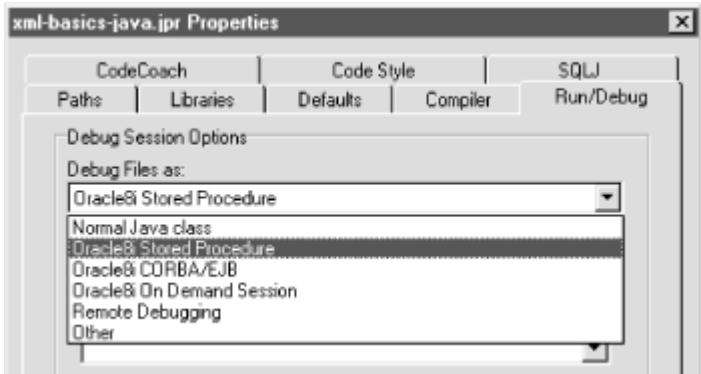 xml-basics-java.jpr Properties
CodeCoach Code Style SQLJ
Paths Libraries Defaults Compiler Run/Debug
Debug Session Options
Debug Files as:
Oracle8i Stored Procedure
Normal Java class
Oracle8i Stored Procedure
Oracle8i CORBA/EJB
Oracle8i On Demand Session
Remote Debugging
Other